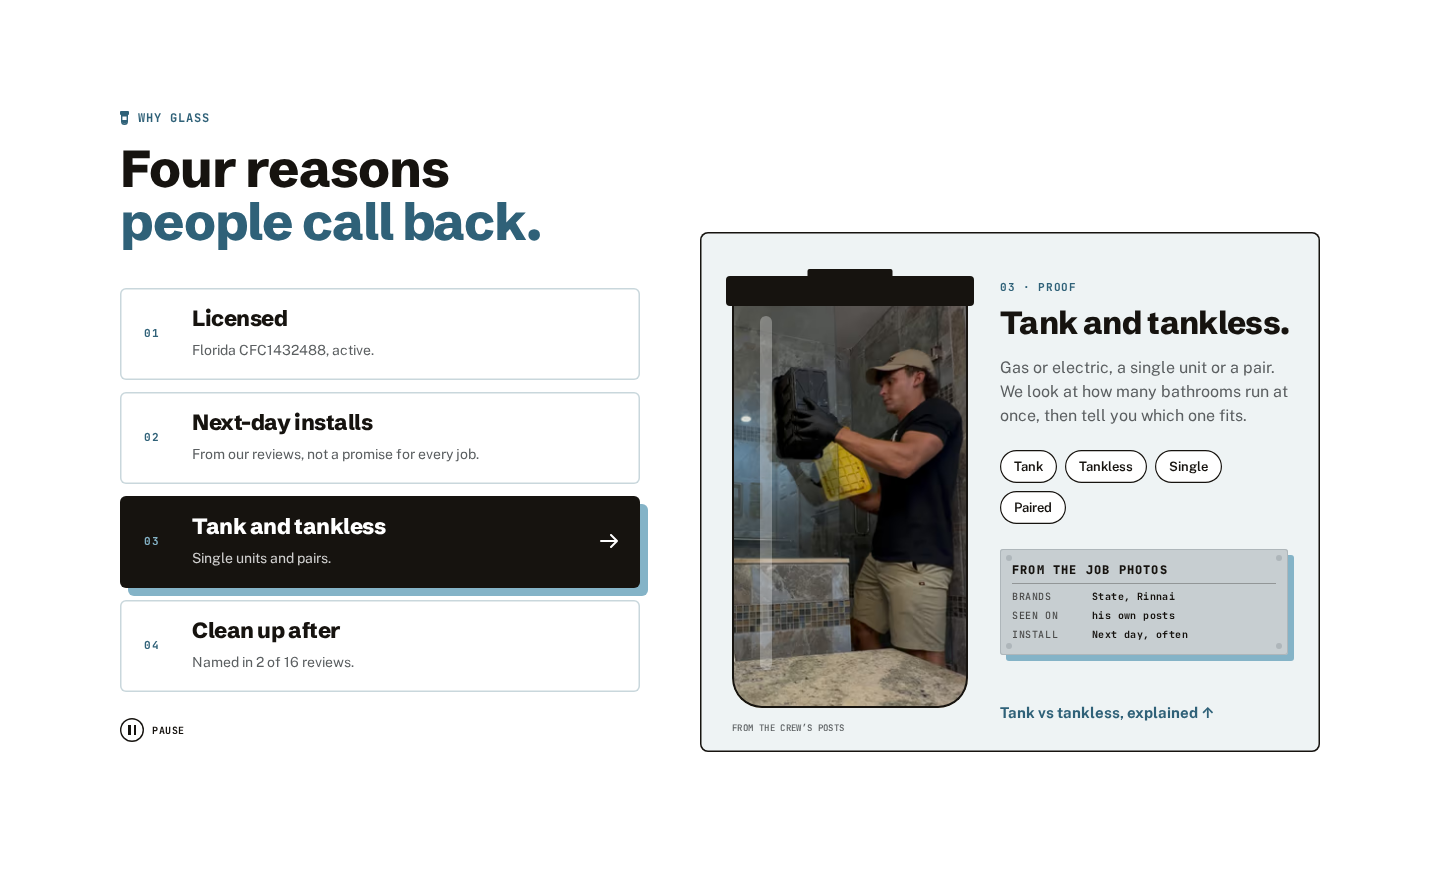 WHY GLASS
Four reasons
people call back.
01
Licensed
Florida CFC1432488, active.
02
Next-day installs
From our reviews, not a promise for every job.
03
Tank and tankless
Single units and pairs.
→
04
Clean up after
Named in 2 of 16 reviews.
PAUSE
FROM THE CREW'S POSTS
03 · PROOF
Tank and tankless.
Gas or electric, a single unit or a pair.
We look at how many bathrooms run at
once, then tell you which one fits.
Tank Tankless Single
Paired
FROM THE JOB PHOTOS
BRANDS State, Rinnai
SEEN ON his own posts
INSTALL Next day, often
Tank vs tankless, explained ↑